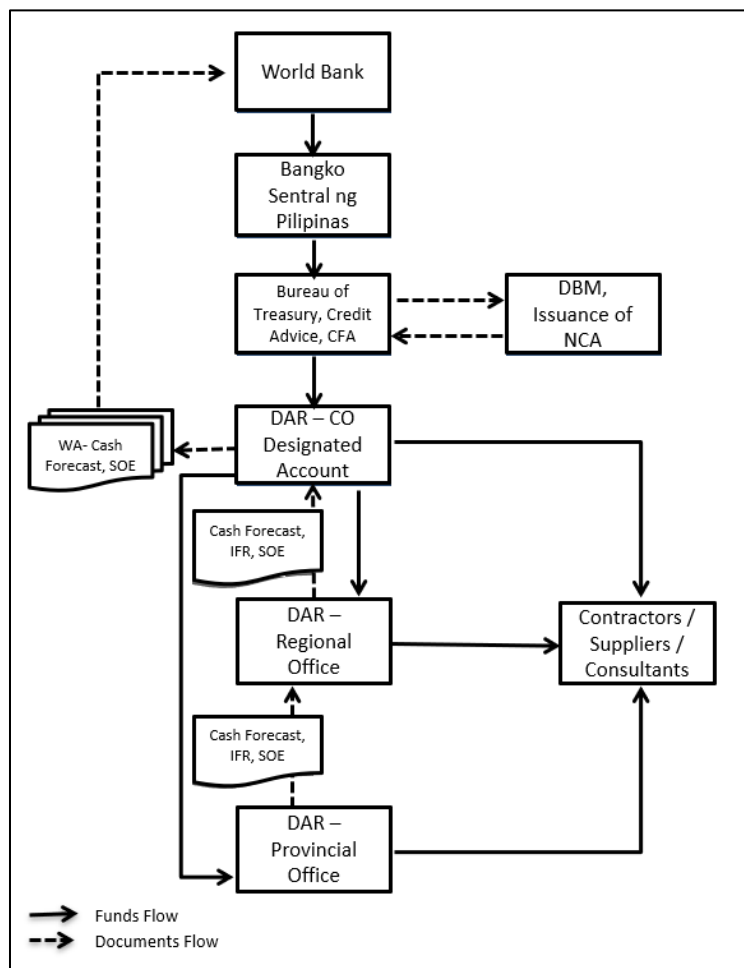 World Bank
Bangko
Sentral ng
Pilipinas
Bureau of
Treasury, Credit
Advice, CFA
DBM,
Issuance of
NCA
DAR – CO
Designated
Account
WA- Cash
Forecast, SOE
Cash Forecast,
IFR, SOE
DAR –
Regional
Office
Contractors /
Suppliers /
Consultants
Cash Forecast,
IFR, SOE
DAR –
Provincial
Office
Funds Flow
Documents Flow